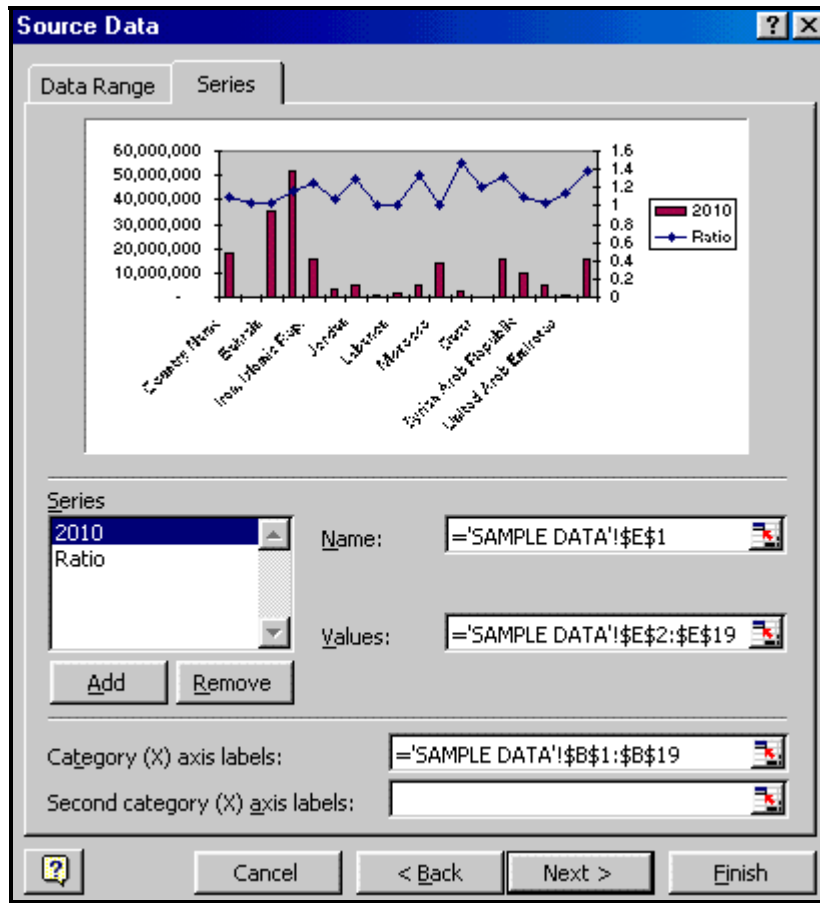 Source Data
Data Range
Series
60,000,000
50,000,000
40,000,000
30,000,000
20,000,000
10,000,000
-
1.6
1.4
1.2
1
0.8
0.6
0.4
0.2
0
2010
Ratio
Country Name
Bahrain
Iran, Islamic Rep.
Jordan
Lebanon
Morocco
Qatar
Syrian Arab Republic
United Arab Emirates
Series
2010
Ratio
Name:
='SAMPLE DATA'!$E$1
Values:
='SAMPLE DATA'!$E$2:$E$19
Add
Remove
Category (X) axis labels:
='SAMPLE DATA'!$B$1:$B$19
Second category (X) axis labels:
Cancel
< Back
Next >
Finish